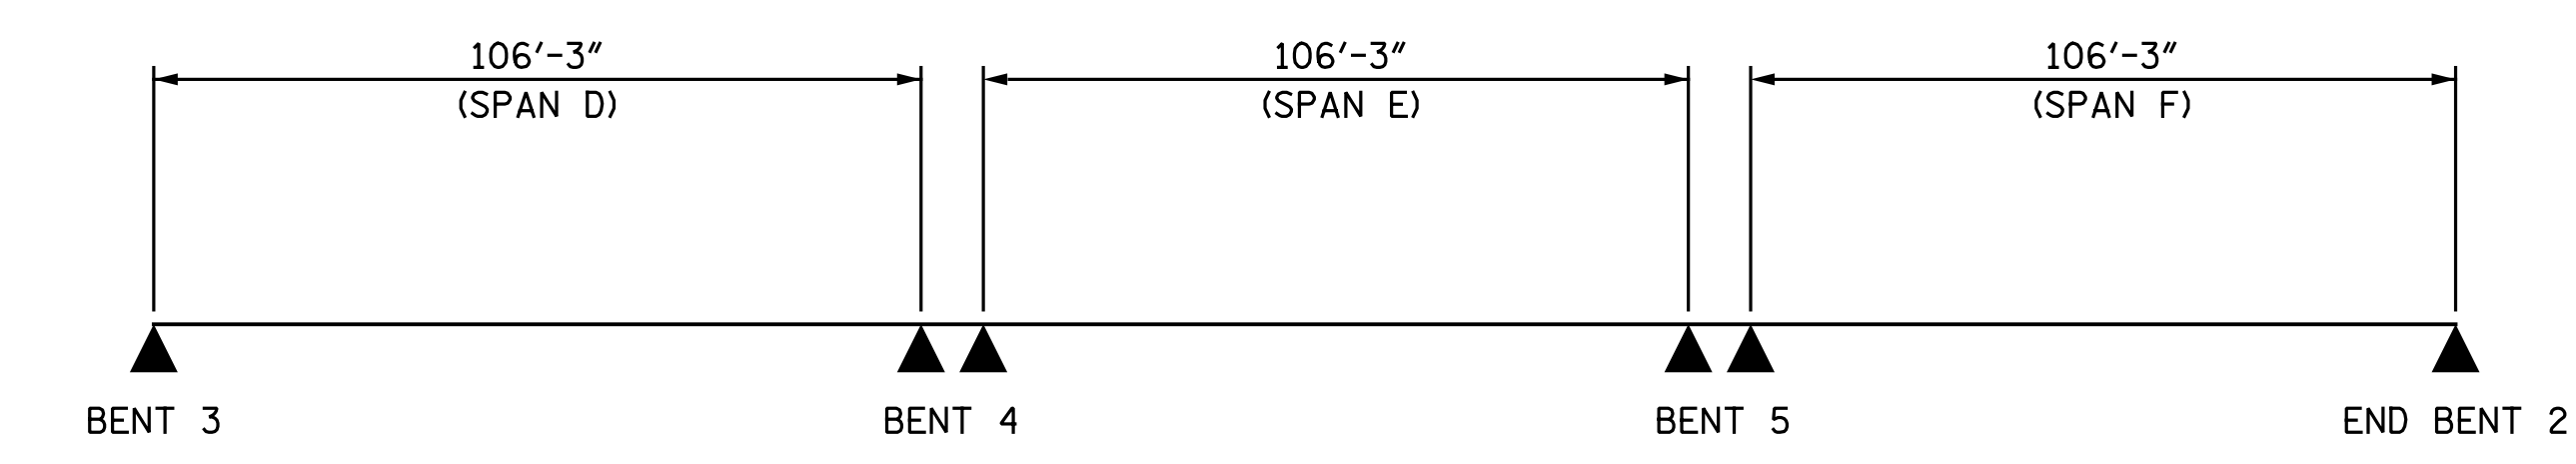 106'-3"
(SPAN D)
106'-3"
(SPAN E)
106'-3"
(SPAN F)
BENT 3
BENT 4
BENT 5
END BENT 2